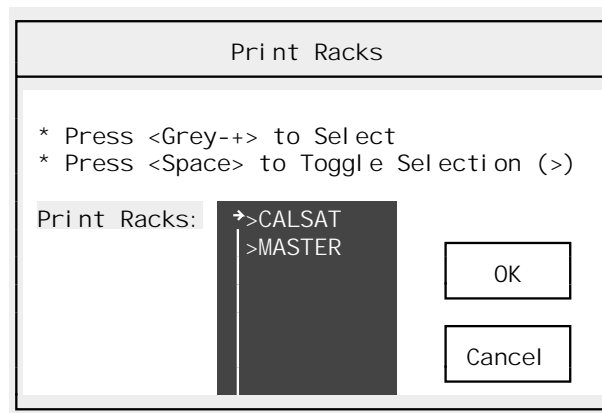 Print Racks
* Press <Grey-+> to Select
* Press <Space> to Toggle Selection (>)
Print Racks: →>CALSAT
>MASTER
OK
Cancel